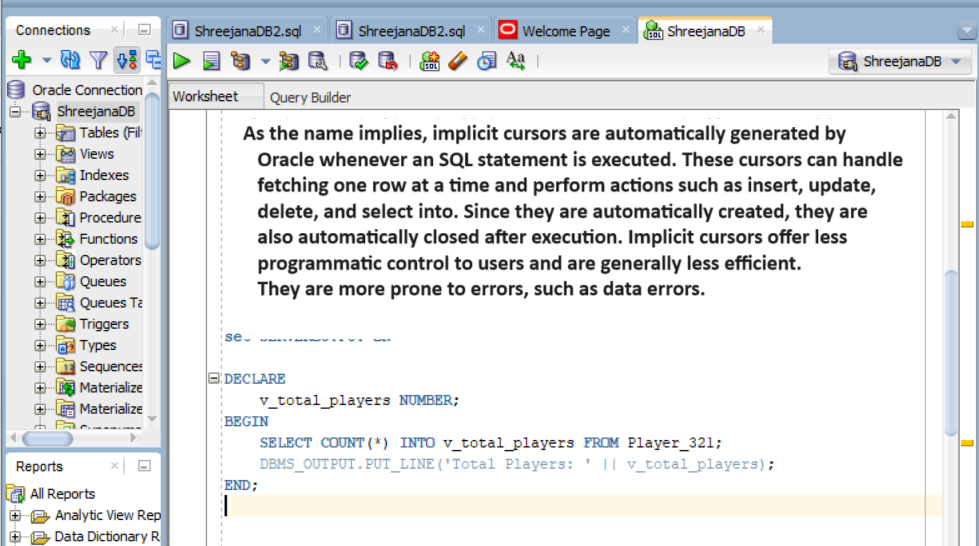 Connections
ShreejanaDB2.sql
ShreejanaDB2.sql
Welcome Page
ShreejanaDB
SQL
Aa
ShreejanaDB
Oracle Connection
ShreejanaDB
Tables (Filt
Views
Indexes
Packages
Procedure
Functions
Operators
Queues
Queues Ta
Triggers
Types
Sequences
Materialize
Materialize
Reports
All Reports
Analytic View Rep
Data Dictionary R
Worksheet
Query Builder
As the name implies, implicit cursors are automatically generated by
Oracle whenever an SQL statement is executed. These cursors can handle
fetching one row at a time and perform actions such as insert, update,
delete, and select into. Since they are automatically created, they are
also automatically closed after execution. Implicit cursors offer less
programmatic control to users and are generally less efficient.
They are more prone to errors, such as data errors.
DECLARE
v_total_players NUMBER;
BEGIN
SELECT COUNT(*) INTO v_total_players FROM Player_321;
DBMS_OUTPUT.PUT_LINE('Total Players: ' || v_total_players);
END;